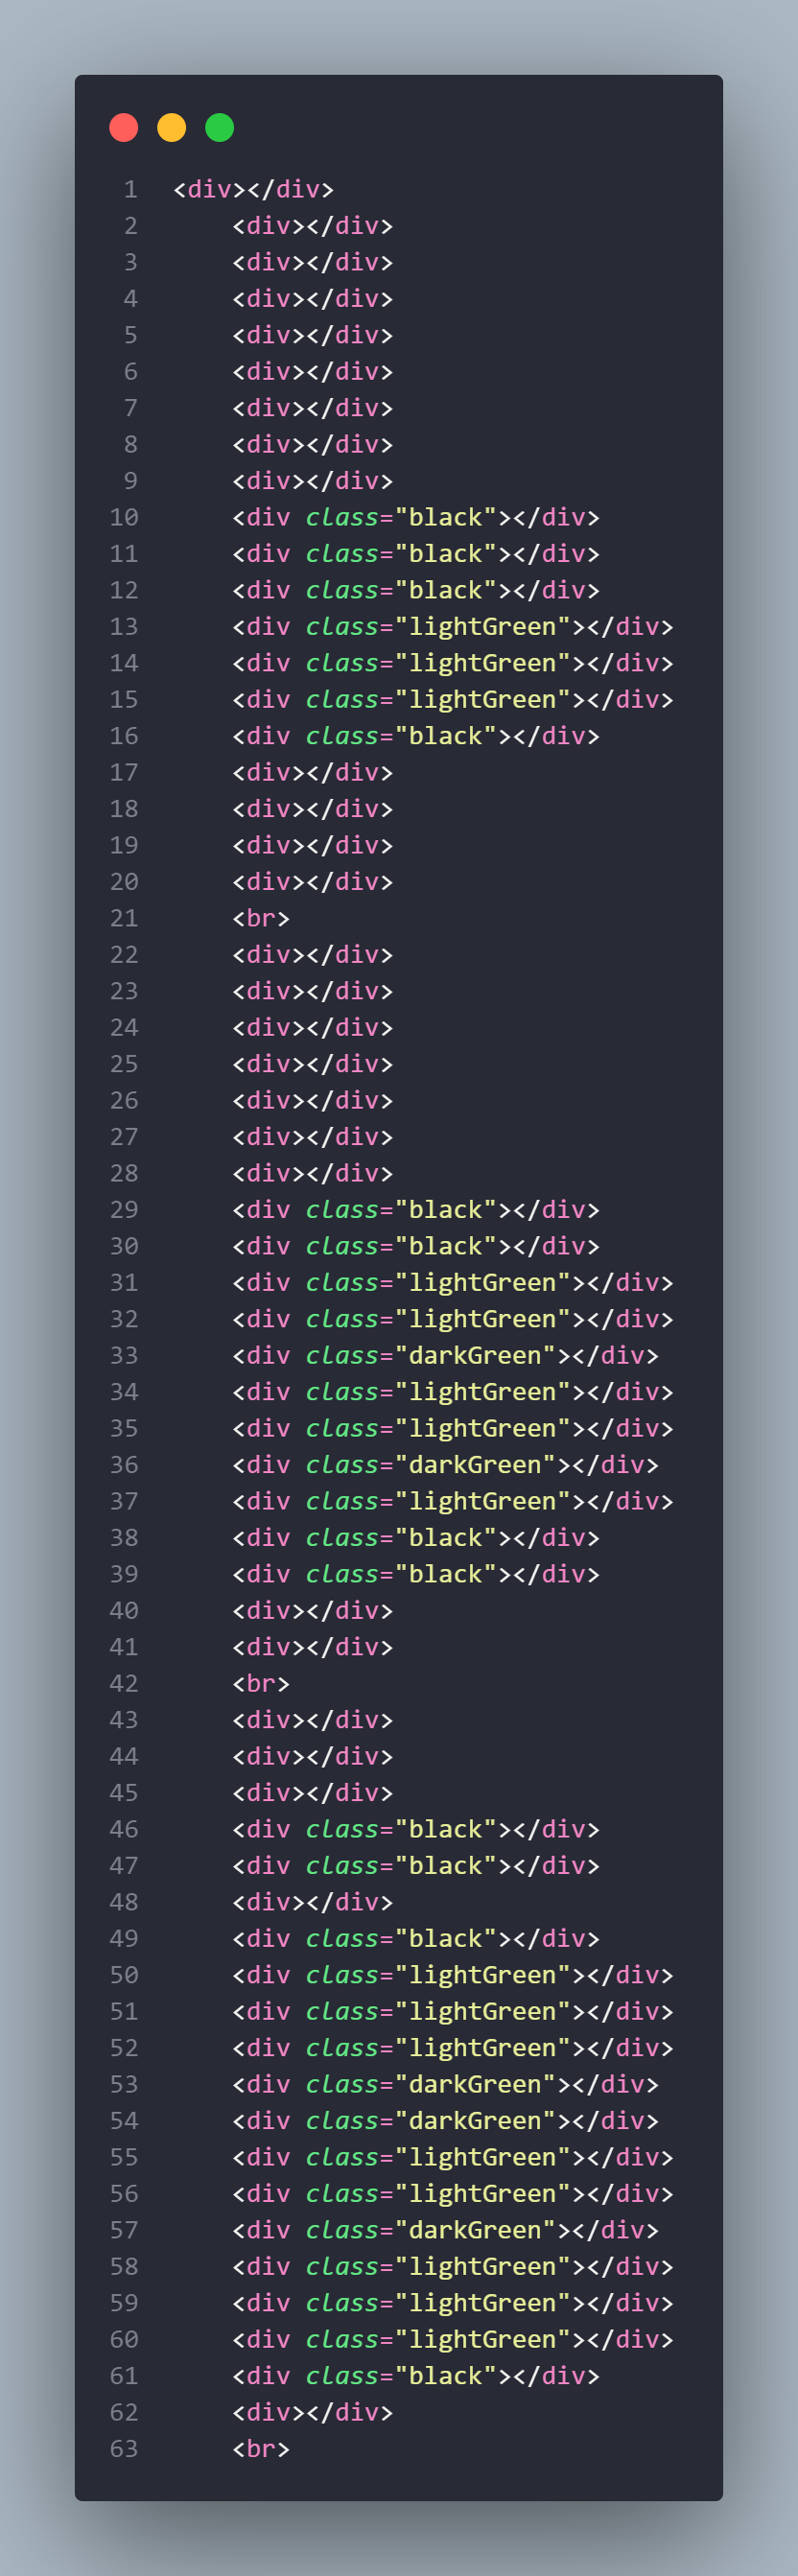 1 <div></div>
2     <div></div>
3     <div></div>
4     <div></div>
5     <div></div>
6     <div></div>
7     <div></div>
8     <div></div>
9     <div></div>
10     <div class="black"></div>
11     <div class="black"></div>
12     <div class="black"></div>
13     <div class="lightGreen"></div>
14     <div class="lightGreen"></div>
15     <div class="lightGreen"></div>
16     <div class="black"></div>
17     <div></div>
18     <div></div>
19     <div></div>
20     <div></div>
21     <br>
22     <div></div>
23     <div></div>
24     <div></div>
25     <div></div>
26     <div></div>
27     <div></div>
28     <div></div>
29     <div class="black"></div>
30     <div class="black"></div>
31     <div class="lightGreen"></div>
32     <div class="lightGreen"></div>
33     <div class="darkGreen"></div>
34     <div class="lightGreen"></div>
35     <div class="lightGreen"></div>
36     <div class="darkGreen"></div>
37     <div class="lightGreen"></div>
38     <div class="black"></div>
39     <div class="black"></div>
40     <div></div>
41     <div></div>
42     <br>
43     <div></div>
44     <div></div>
45     <div></div>
46     <div class="black"></div>
47     <div class="black"></div>
48     <div></div>
49     <div class="black"></div>
50     <div class="lightGreen"></div>
51     <div class="lightGreen"></div>
52     <div class="lightGreen"></div>
53     <div class="darkGreen"></div>
54     <div class="darkGreen"></div>
55     <div class="lightGreen"></div>
56     <div class="lightGreen"></div>
57     <div class="darkGreen"></div>
58     <div class="lightGreen"></div>
59     <div class="lightGreen"></div>
60     <div class="lightGreen"></div>
61     <div class="black"></div>
62     <div></div>
63     <br>